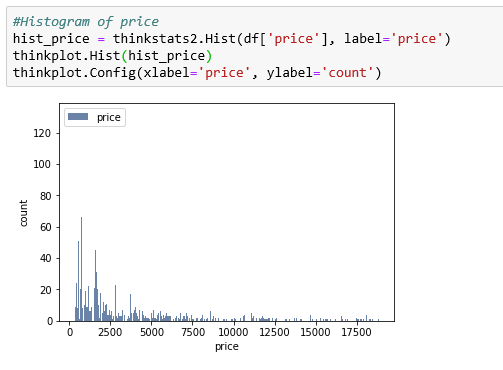 #Histogram of price
hist_price = thinkstats2.Hist(df['price'], label='price')
thinkplot.Hist(hist_price)
thinkplot.Config(xlabel='price', ylabel='count')
price
120
100
80
60
40
20
0
count
0 2500 5000 7500 10000 12500 15000 17500
price